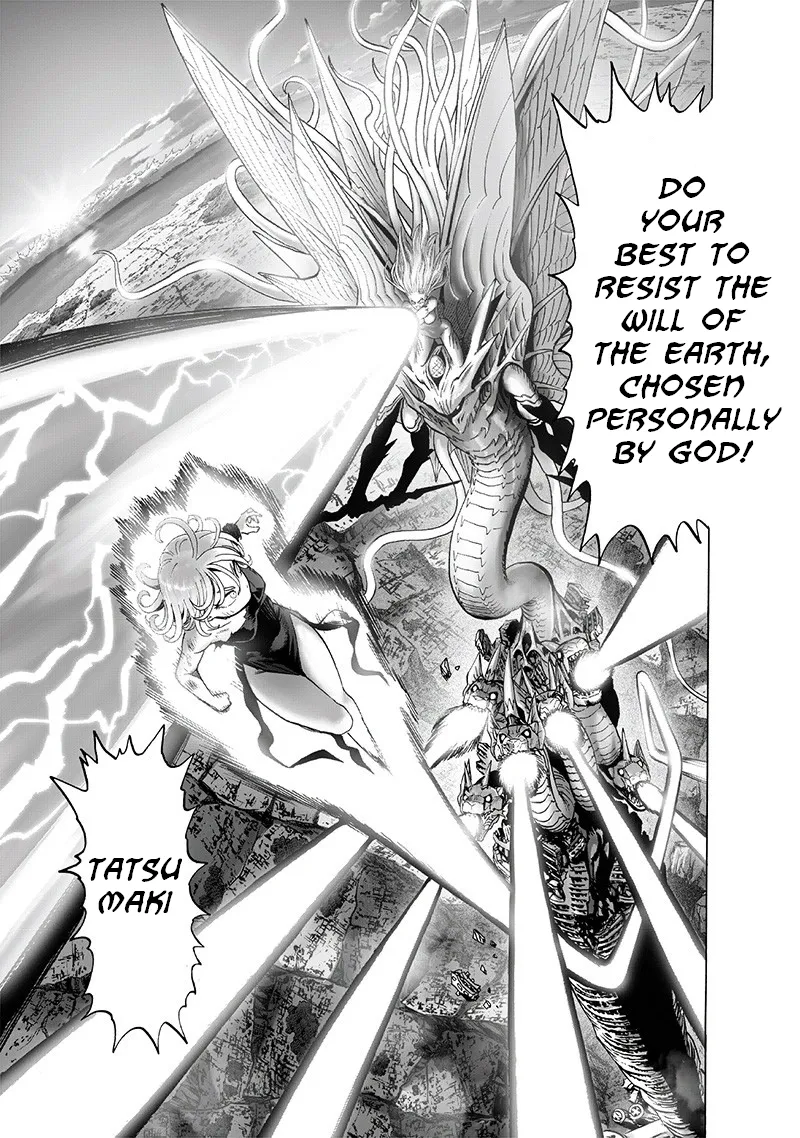 DO
YOUR
BEST TO
RESIST THE
WILL OF
THE EARTH,
CHOSEN
PERSONALLY
BY GOD!
TATSU
MAKI